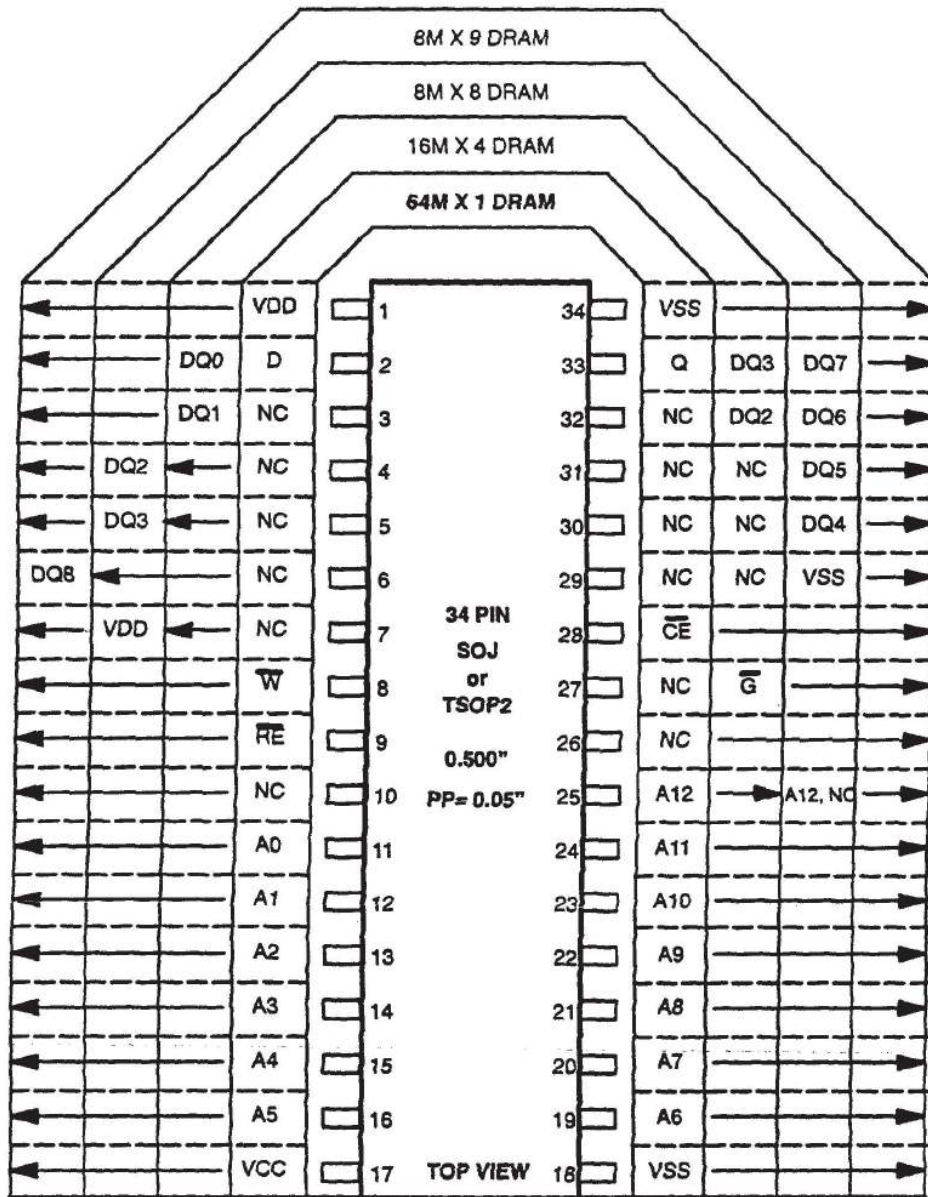 8M X 9 DRAM
8M X 8 DRAM
16M X 4 DRAM
64M X 1 DRAM
VDD 1 34 VSS
DQ0 D 2 33 Q DQ3 DQ7
DQ1 NC 3 32 NC DQ2 DQ6
DQ2 NC 4 31 NC NC DQ5
DQ3 NC 5 30 NC NC DQ4
DQ8 NC 6 29 NC NC VSS
VDD NC 7 28 C̅E̅
W̅ 8 27 NC G̅
R̅E̅ 9 26 NC
NC 10 25 A12 A12, NC
A0 11 24 A11
A1 12 23 A10
A2 13 22 A9
A3 14 21 A8
A4 15 20 A7
A5 16 19 A6
VCC 17 18 VSS
34 PIN
SOJ
or
TSOP2
0.500"
PP= 0.05"
TOP VIEW